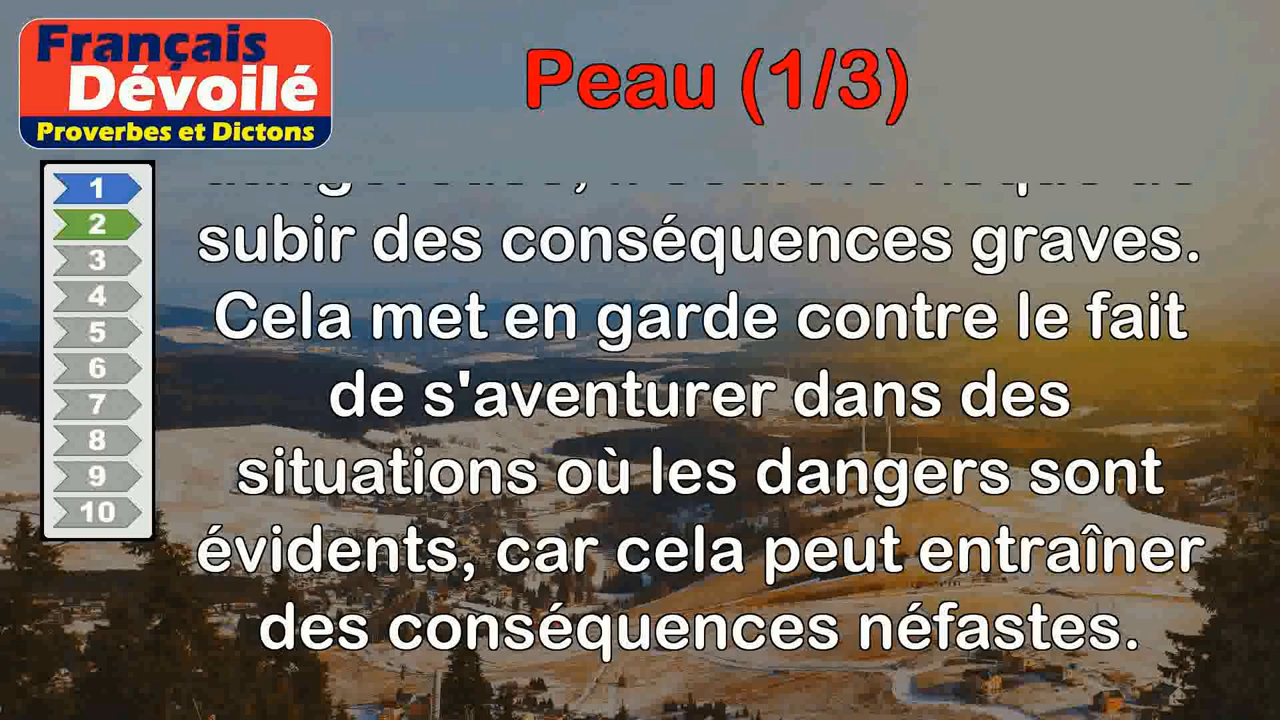 Français
Dévoilé
Proverbes et Dictons
Peau (1/3)
1
2
3
4
5
6
7
8
9
10
subir des conséquences graves.
Cela met en garde contre le fait
de s'aventurer dans des
situations où les dangers sont
évidents, car cela peut entraîner
des conséquences néfastes.